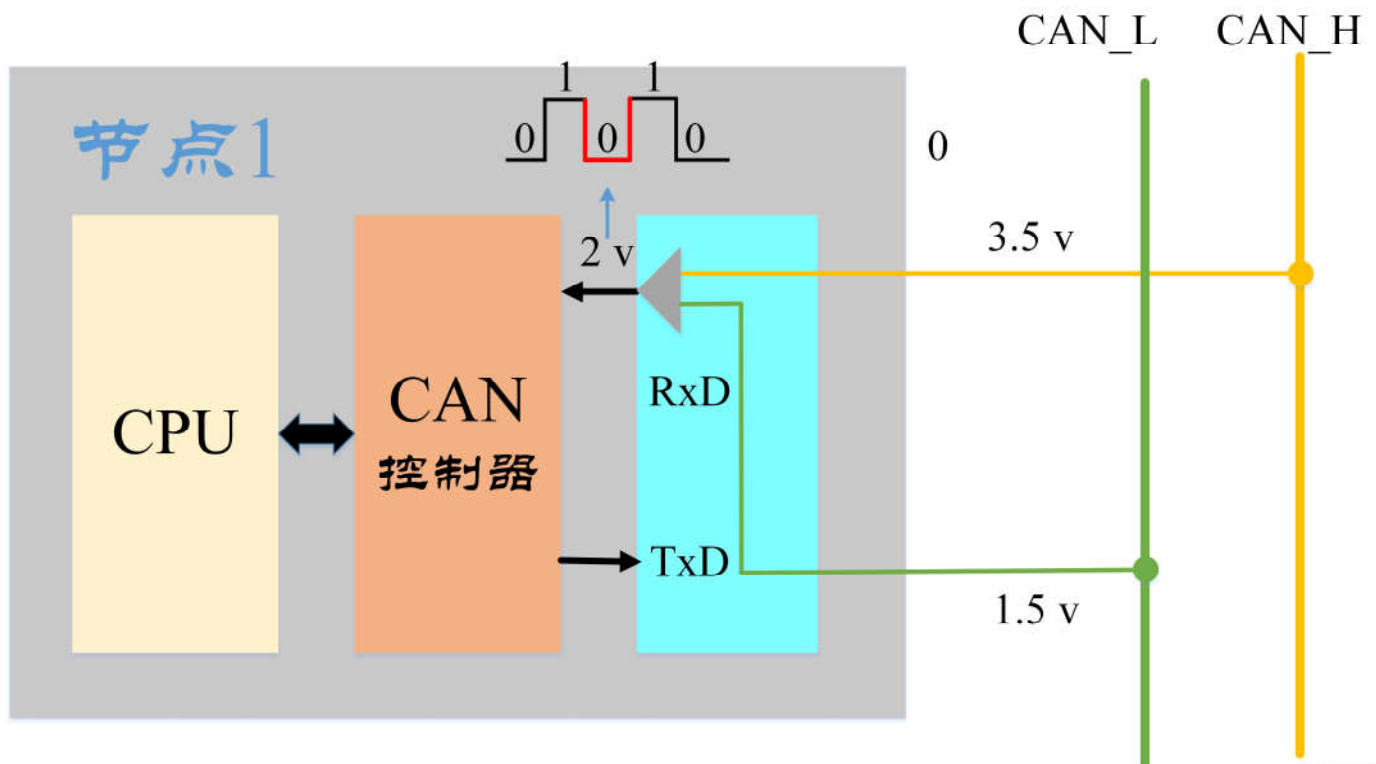 CAN_L
CAN_H
节点1
1
1
0
0
0
0
2 v
3.5 v
CPU
CAN
控制器
RxD
TxD
1.5 v